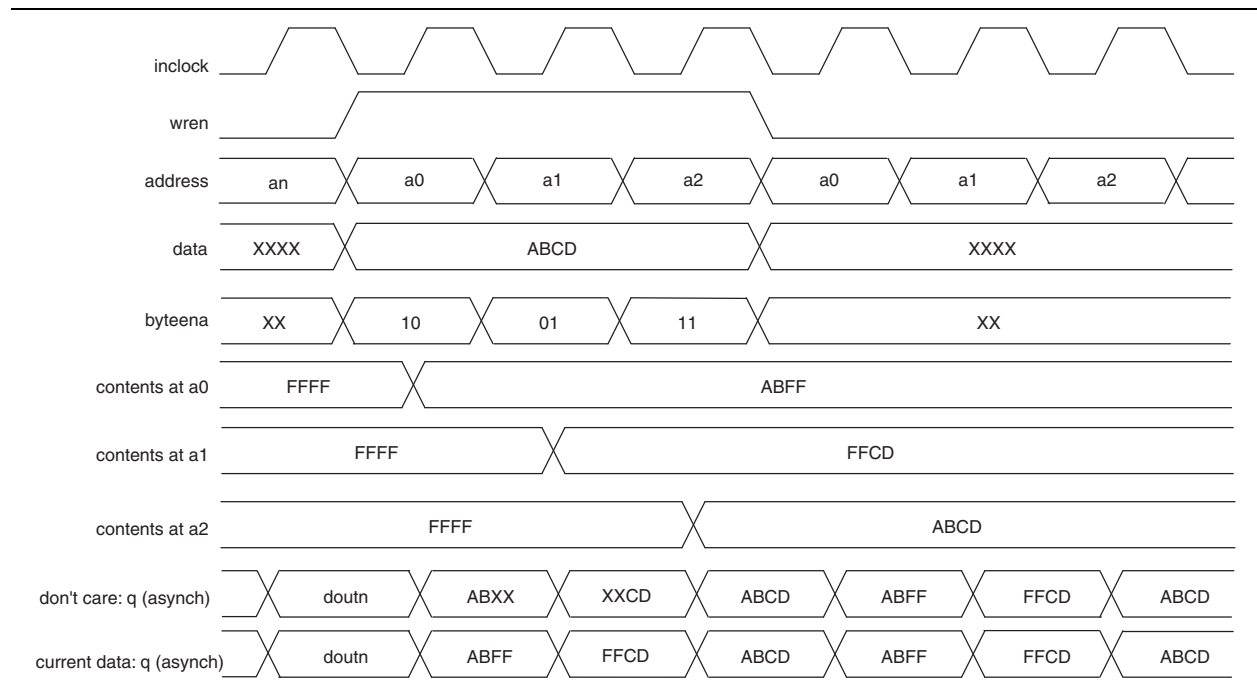 inclock
wren
address an a0 a1 a2 a0 a1 a2
data XXXX ABCD XXXX
byteena XX 10 01 11 XX
contents at a0 FFFF ABFF
contents at a1 FFFF FFCD
contents at a2 FFFF ABCD
don't care: q (asynch) doutn ABXX XXCD ABCD ABFF FFCD ABCD
current data: q (asynch) doutn ABFF FFCD ABCD ABFF FFCD ABCD